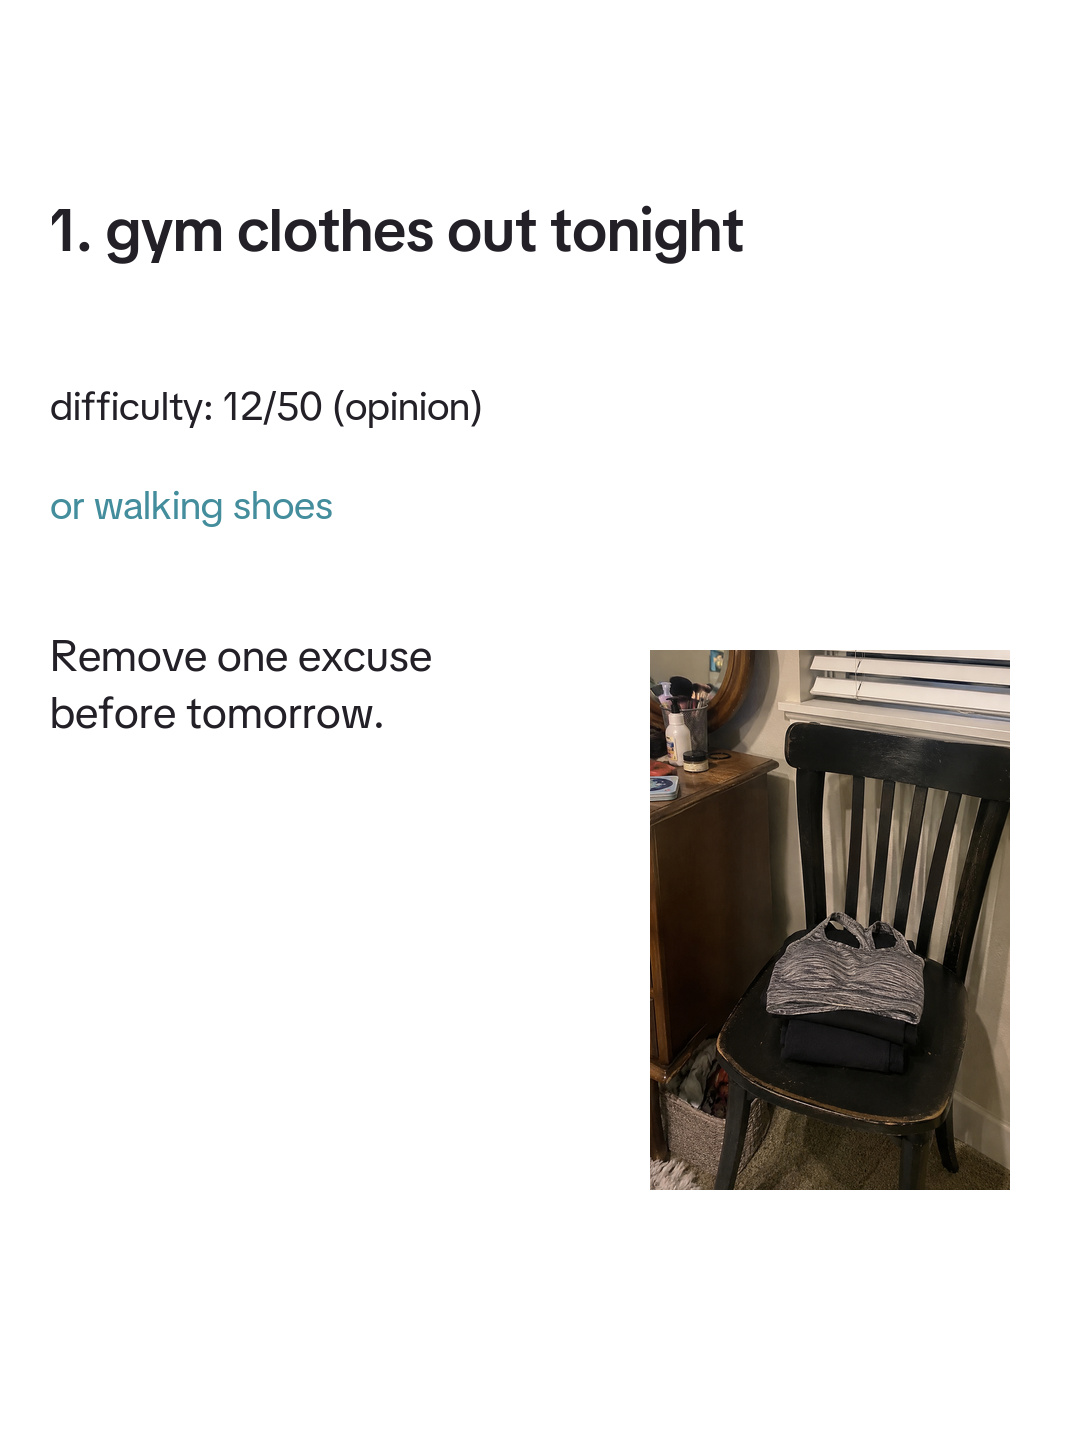 1. gym clothes out tonight
difficulty: 12/50 (opinion)
or walking shoes
Remove one excuse
before tomorrow.